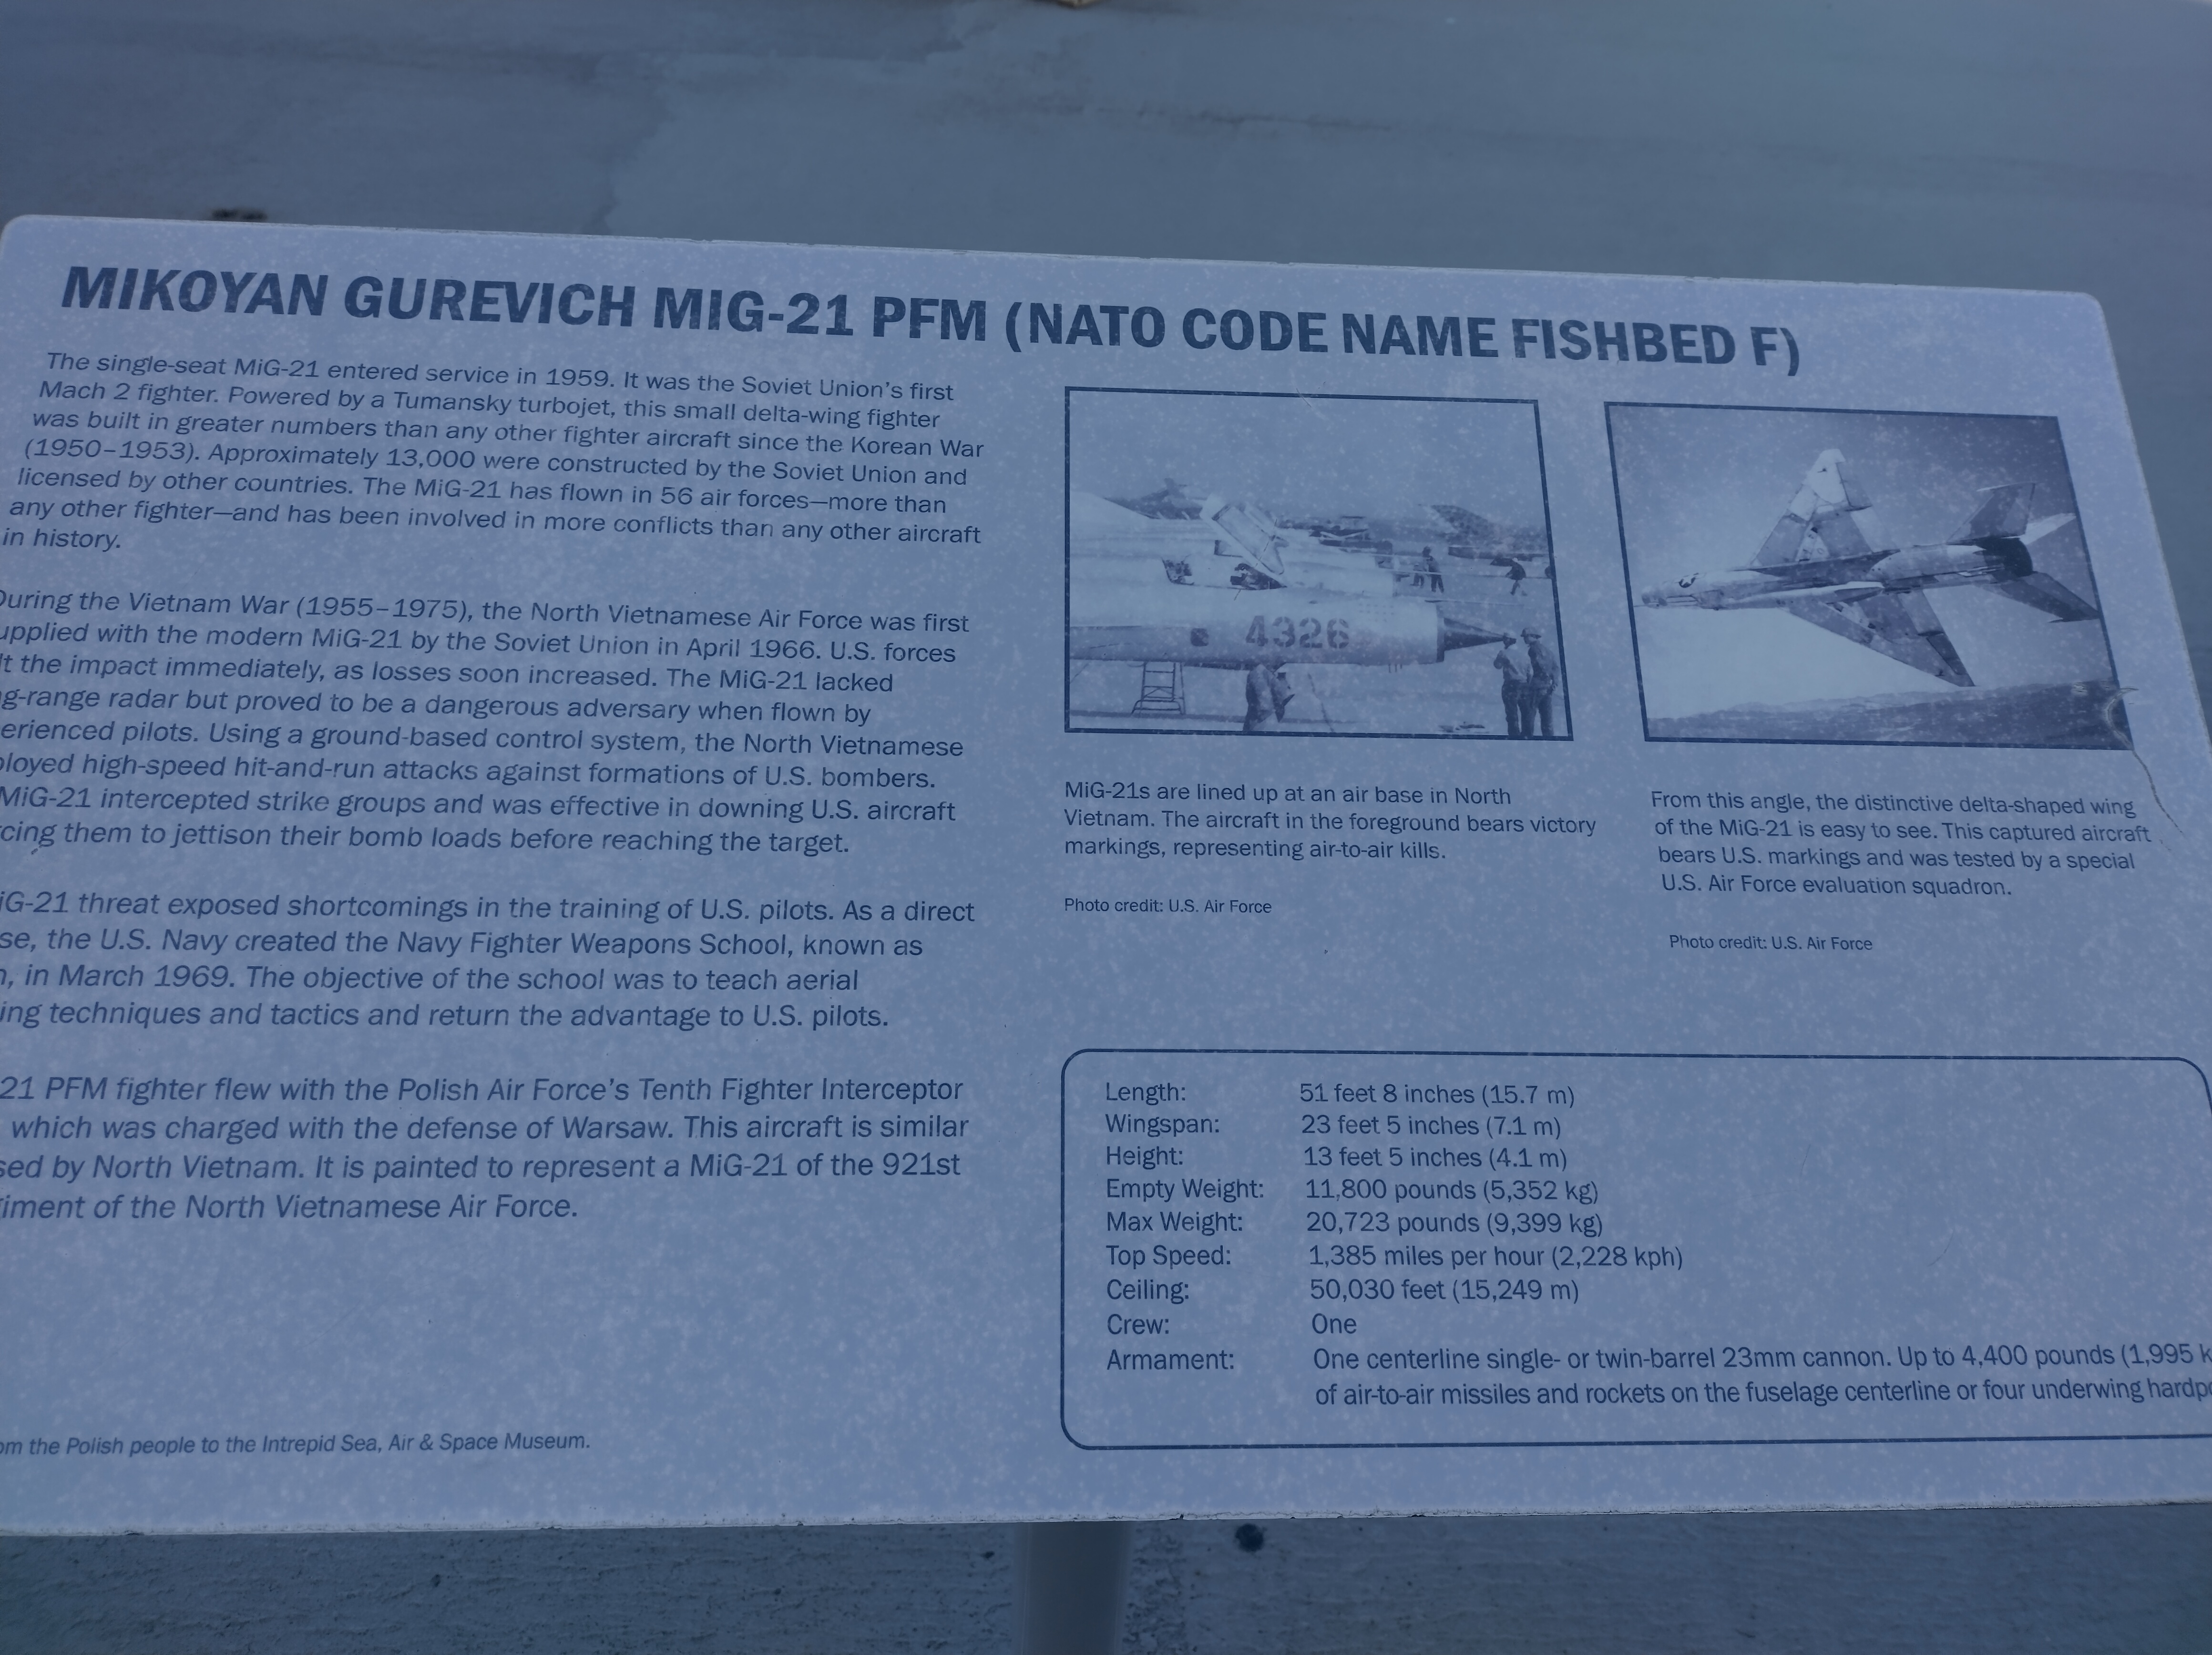 MIKOYAN GUREVICH MIG-21 PFM (NATO CODE NAME FISHBED F)
The single-seat MiG-21 entered service in 1959. It was the Soviet Union's first
Mach 2 fighter. Powered by a Tumansky turbojet, this small delta-wing fighter
was built in greater numbers than any other fighter aircraft since the Korean War
(1950–1953). Approximately 13,000 were constructed by the Soviet Union and
licensed by other countries. The MiG-21 has flown in 56 air forces—more than
any other fighter—and has been involved in more conflicts than any other aircraft
in history.
During the Vietnam War (1955–1975), the North Vietnamese Air Force was first
upplied with the modern MiG-21 by the Soviet Union in April 1966. U.S. forces
lt the impact immediately, as losses soon increased. The MiG-21 lacked
g-range radar but proved to be a dangerous adversary when flown by
erienced pilots. Using a ground-based control system, the North Vietnamese
ployed high-speed hit-and-run attacks against formations of U.S. bombers.
MiG-21 intercepted strike groups and was effective in downing U.S. aircraft
rcing them to jettison their bomb loads before reaching the target.
iG-21 threat exposed shortcomings in the training of U.S. pilots. As a direct
se, the U.S. Navy created the Navy Fighter Weapons School, known as
n, in March 1969. The objective of the school was to teach aerial
ing techniques and tactics and return the advantage to U.S. pilots.
21 PFM fighter flew with the Polish Air Force's Tenth Fighter Interceptor
which was charged with the defense of Warsaw. This aircraft is similar
sed by North Vietnam. It is painted to represent a MiG-21 of the 921st
iment of the North Vietnamese Air Force.
om the Polish people to the Intrepid Sea, Air & Space Museum.
4326
MiG-21s are lined up at an air base in North
Vietnam. The aircraft in the foreground bears victory
markings, representing air-to-air kills.
Photo credit: U.S. Air Force
From this angle, the distinctive delta-shaped wing
of the MiG-21 is easy to see. This captured aircraft
bears U.S. markings and was tested by a special
U.S. Air Force evaluation squadron.
Photo credit: U.S. Air Force
Length: 51 feet 8 inches (15.7 m)
Wingspan: 23 feet 5 inches (7.1 m)
Height: 13 feet 5 inches (4.1 m)
Empty Weight: 11,800 pounds (5,352 kg)
Max Weight: 20,723 pounds (9,399 kg)
Top Speed: 1,385 miles per hour (2,228 kph)
Ceiling: 50,030 feet (15,249 m)
Crew: One
Armament: One centerline single- or twin-barrel 23mm cannon. Up to 4,400 pounds (1,995 k
of air-to-air missiles and rockets on the fuselage centerline or four underwing hardpo